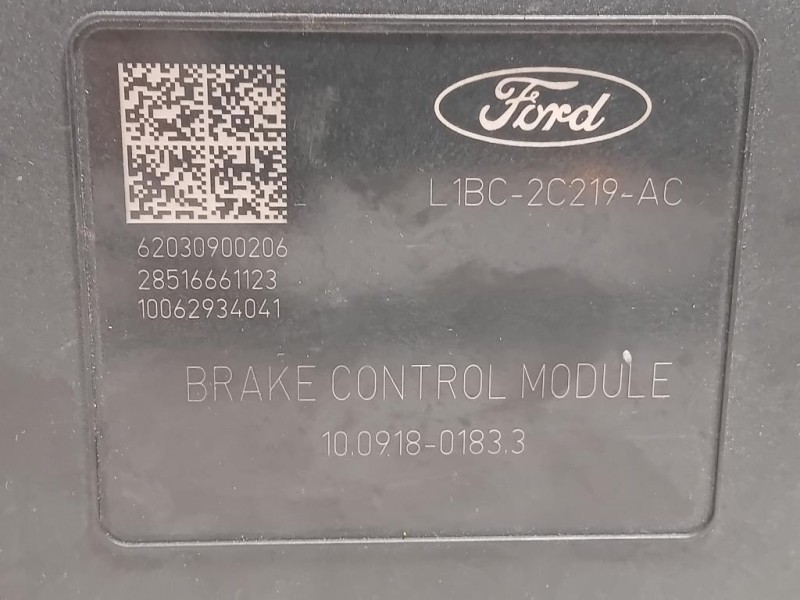 Ford
L1BC-2C219-AC
62030900206
28516661123
10062934041
BRAKE CONTROL MODULE
10.0918-0183.3